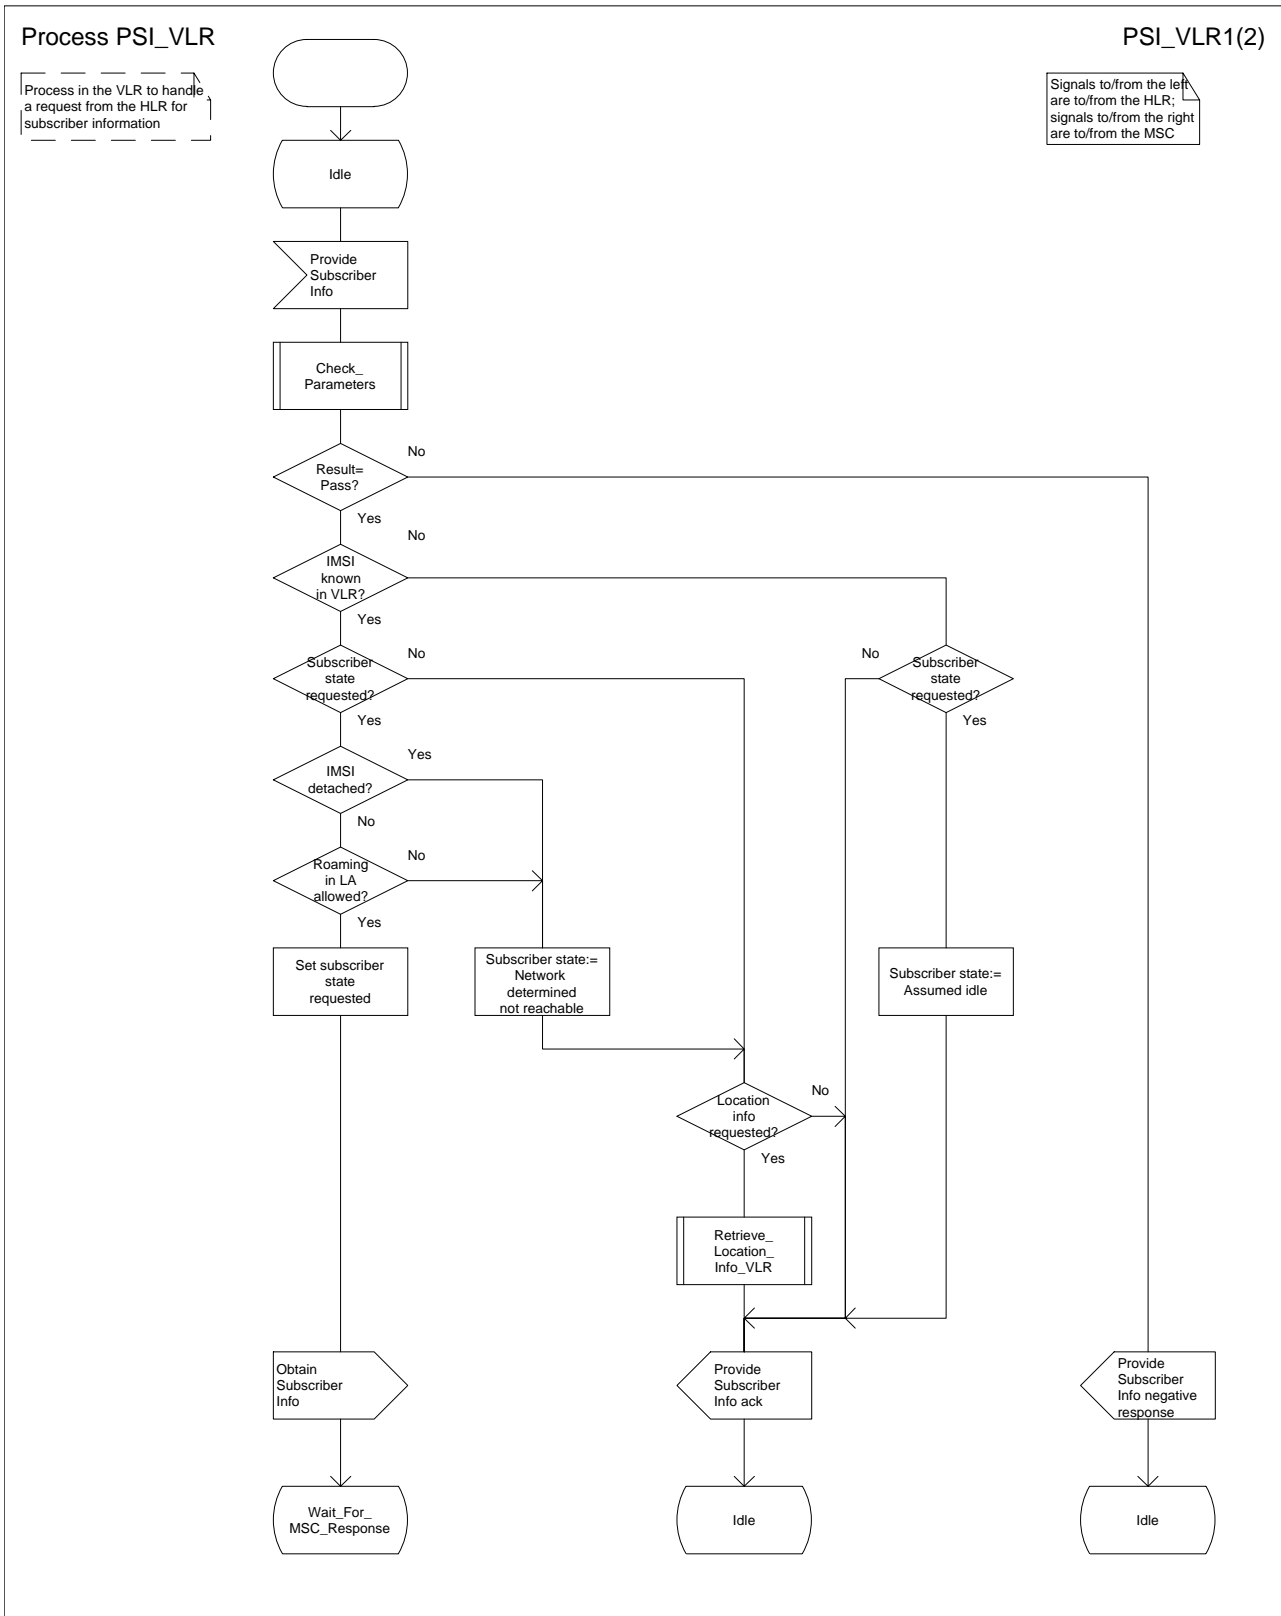 Process PSI_VLR
PSI_VLR1(2)
Process in the VLR to handle
a request from the HLR for
subscriber information
Signals to/from the left
are to/from the HLR;
signals to/from the right
are to/from the MSC
Idle
Provide
Subscriber
Info
Check_
Parameters
No
Result=
Pass?
Yes
No
IMSI
known
in VLR?
Yes
Subscriber
state
requested?
No
No
Subscriber
state
requested?
Yes
Yes
Yes
IMSI
detached?
No
No
Roaming
in LA
allowed?
Yes
Set subscriber
state
requested
Subscriber state:=
Network
determined
not reachable
Subscriber state:=
Assumed idle
No
Location
info
requested?
Yes
Retrieve_
Location_
Info_VLR
Obtain
Subscriber
Info
Provide
Subscriber
Info ack
Provide
Subscriber
Info negative
response
Wait_For_
MSC_Response
Idle
Idle